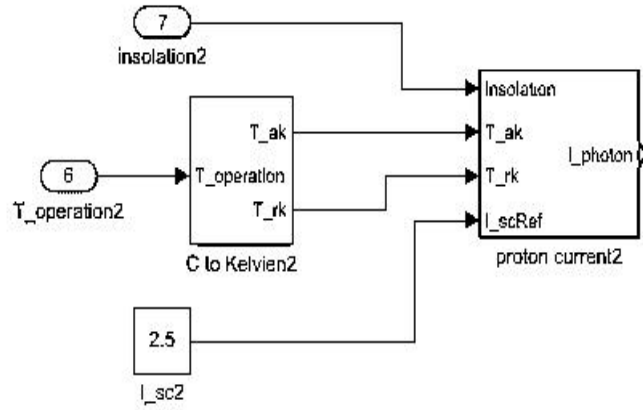 7
insolation2
Insolation
T_ak
T_ak
I_photon
6
T_operation
T_rk
T_operation2
T_rk
I_scRef
C to Kelvien2
proton current2
2.5
I_sc2